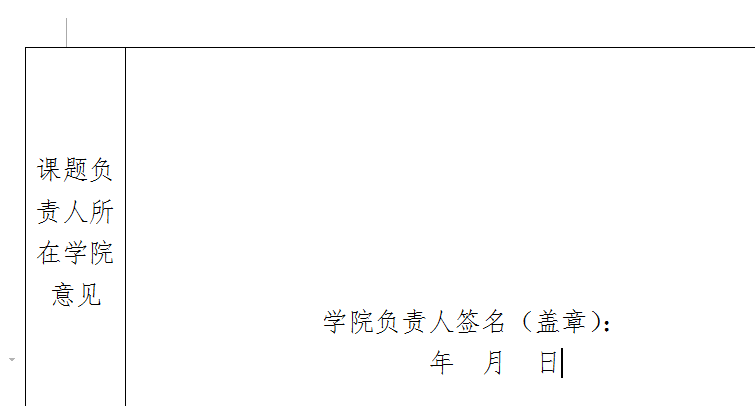 课题负
责人所
在学院
意见
学院负责人签名（盖章）：
年 月 日